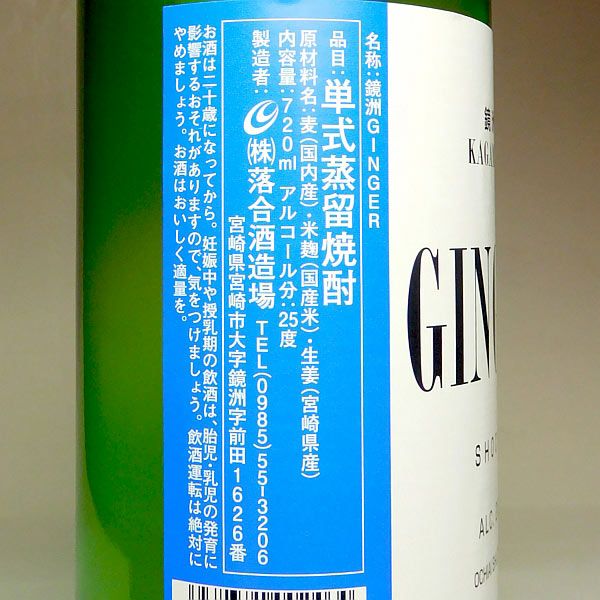 名称:鏡洲GINGER
品目:単式蒸留焼酎
原材料名:麦(国内産)・米麹(国産米)・生姜(宮崎県産)
内容量:720ml アルコール分:25度
製造者: (株)落合酒造場 TEL(0985)55-3206
宮崎県宮崎市大字鏡洲字前田1626番
お酒は二十歳になってから。妊娠中や授乳期の飲酒は、胎児・乳児の発育に
影響するおそれがありますので、気をつけましょう。飲酒運転は絶対に
やめましょう。お酒はおいしく適量を。